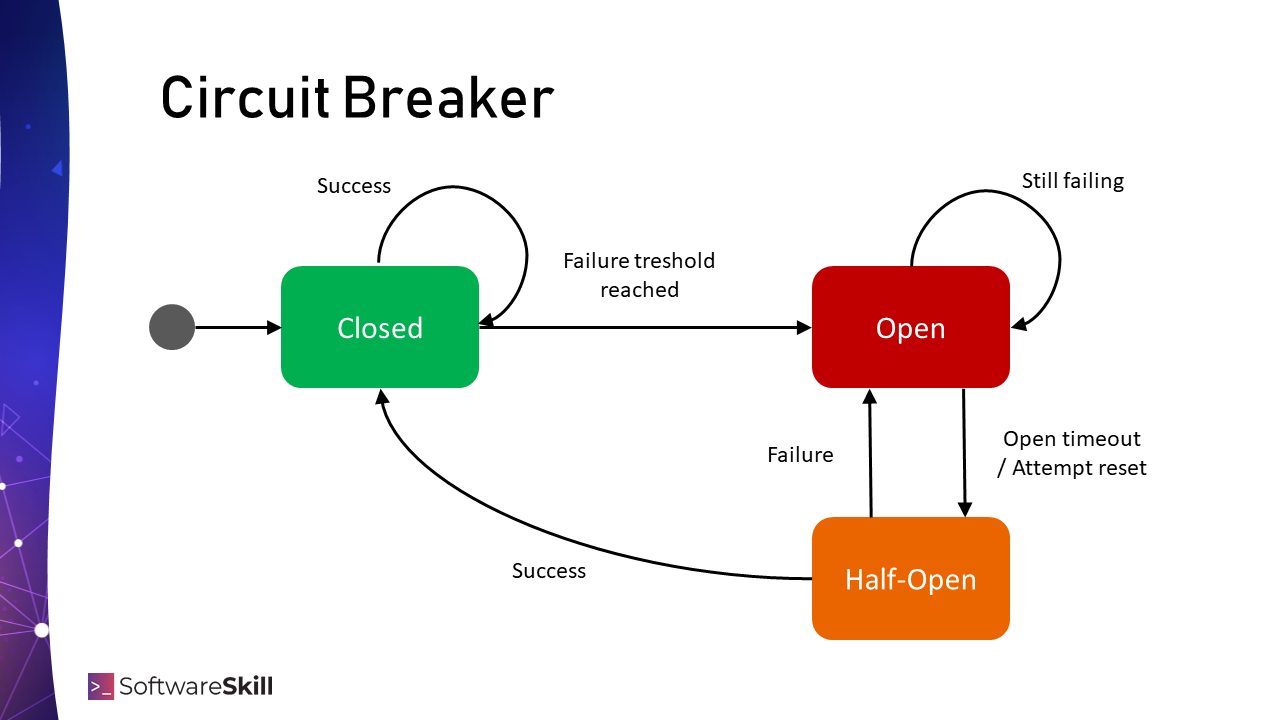 Circuit Breaker
Success
Still failing
Failure treshold
reached
Closed
Open
Failure
Open timeout
/ Attempt reset
Success
Half-Open
>_ SoftwareSkill